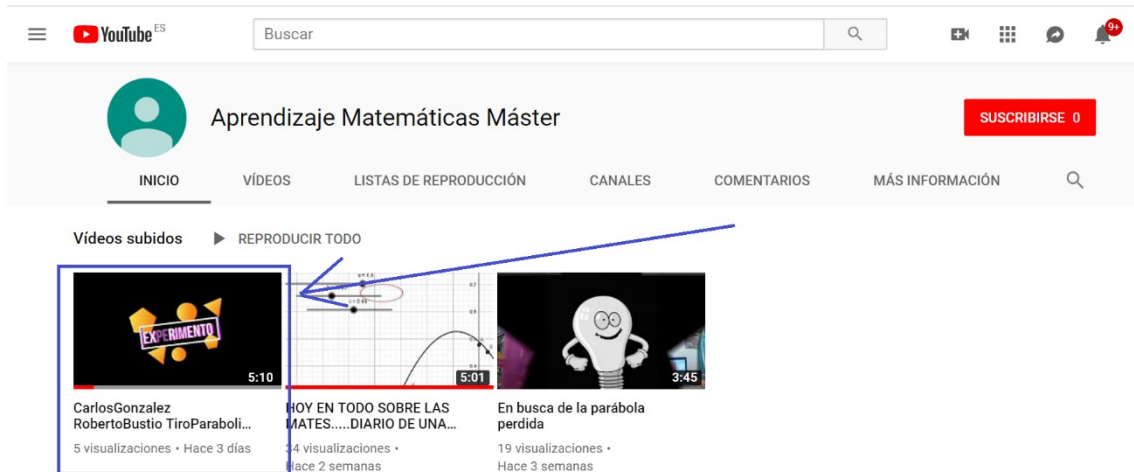 YouTube ES
Buscar
9+
Aprendizaje Matemáticas Máster
SUSCRIBIRSE 0
INICIO VÍDEOS LISTAS DE REPRODUCCIÓN CANALES COMENTARIOS MÁS INFORMACIÓN
Vídeos subidos REPRODUCIR TODO
EXPERIMENTO
5:10
5:01
3:45
CarlosGonzalez
RobertoBustio TiroParaboli...
5 visualizaciones • Hace 3 días
HOY EN TODO SOBRE LAS
MATES.....DIARIO DE UNA...
34 visualizaciones •
Hace 2 semanas
En busca de la parábola
perdida
19 visualizaciones •
Hace 3 semanas